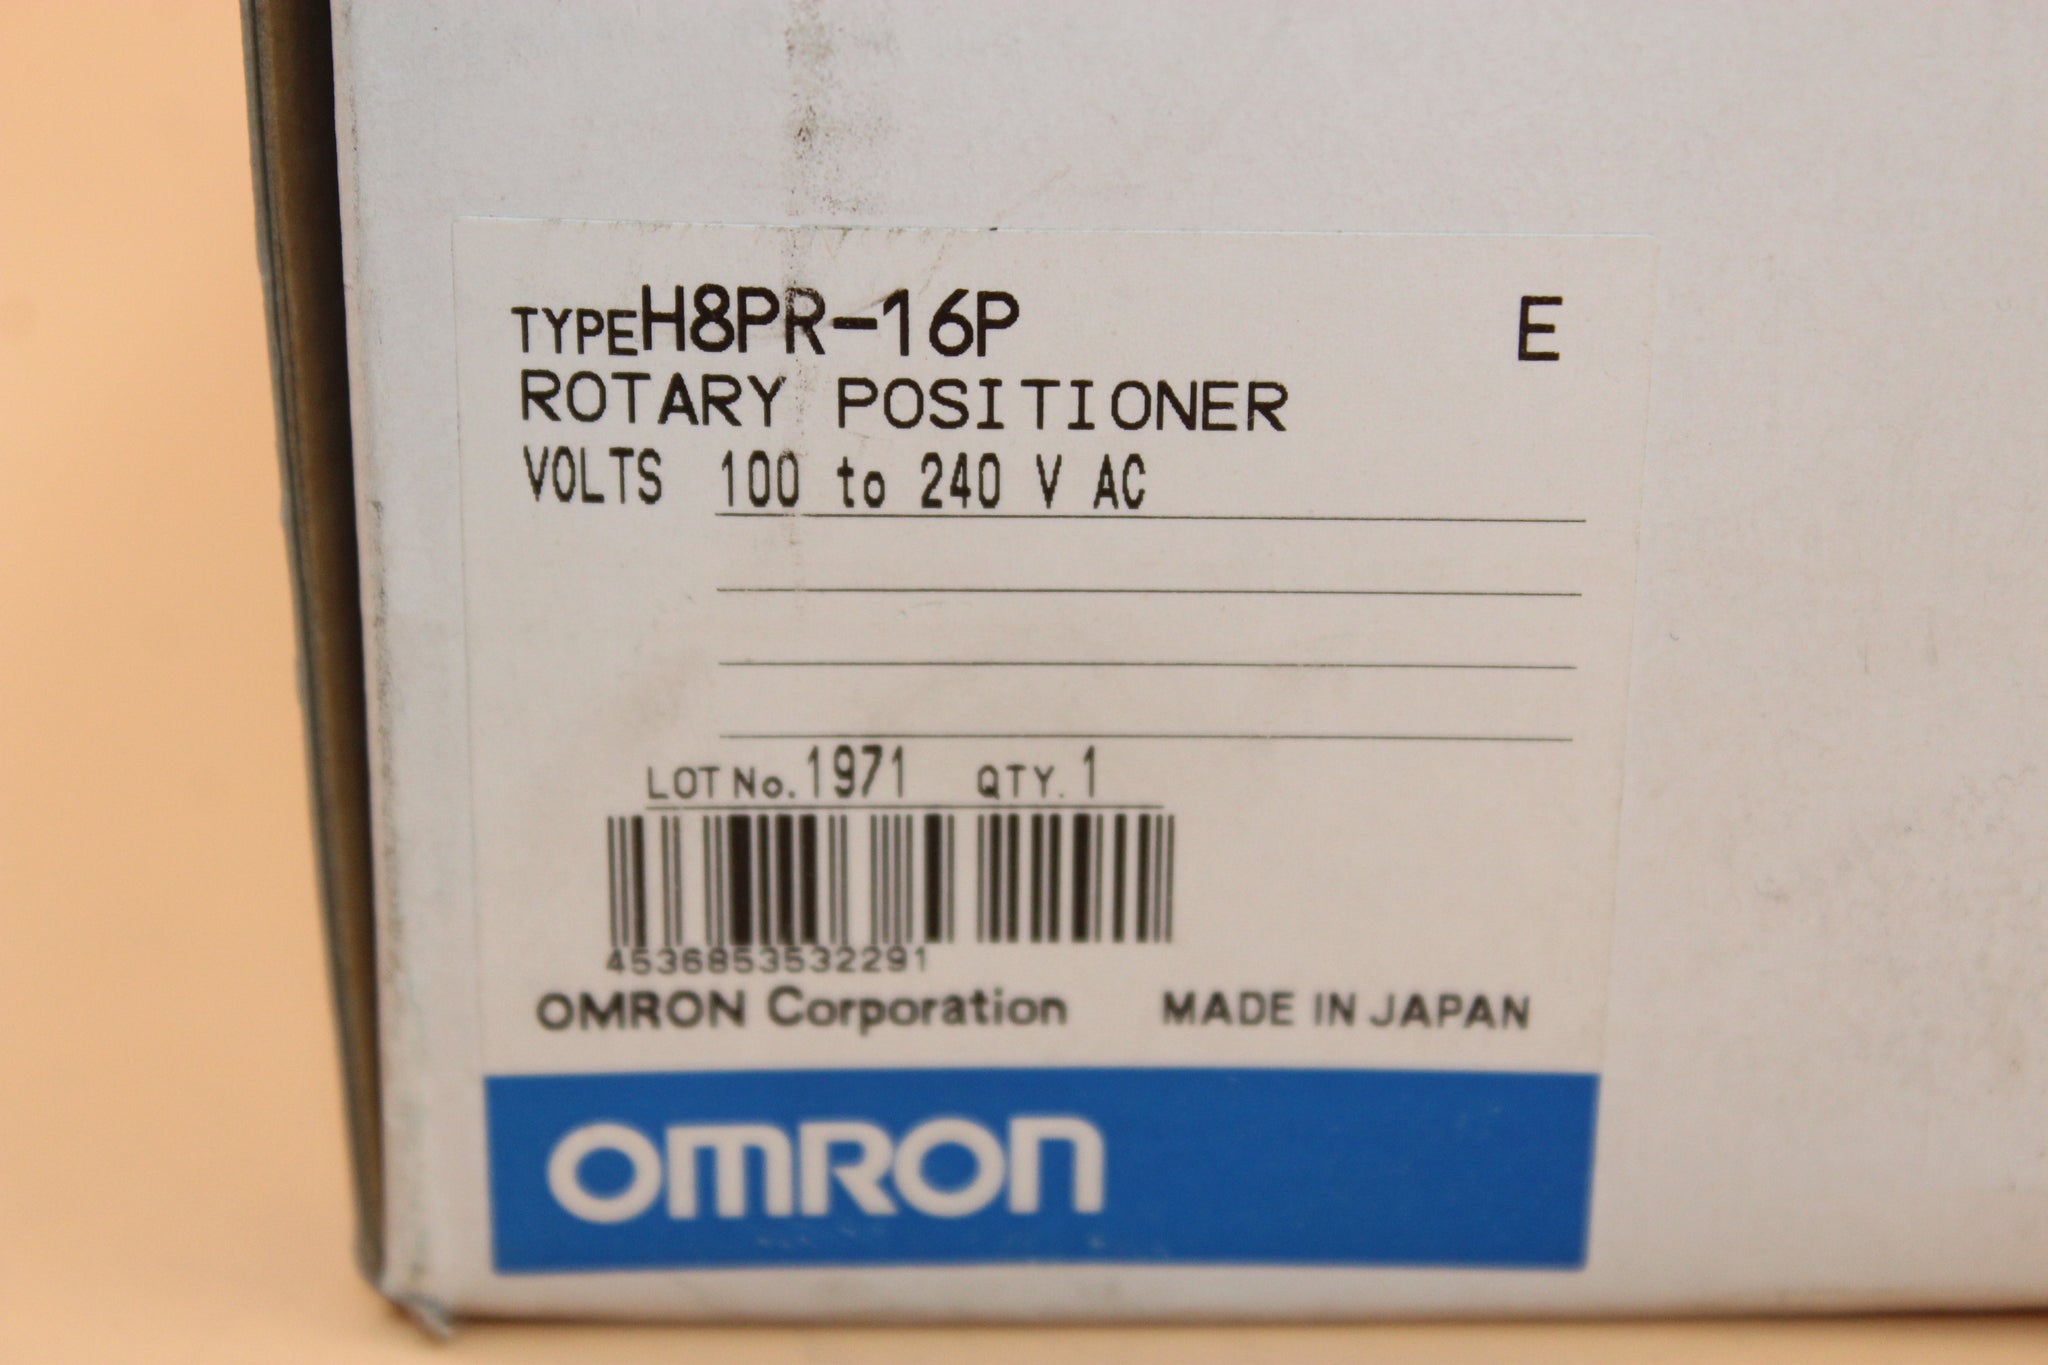 TYPE H8PR-16P E
ROTARY POSITIONER
VOLTS 100 to 240 V AC
LOT No. 1971 QTY. 1
4536853532291
OMRON Corporation MADE IN JAPAN
OMRON